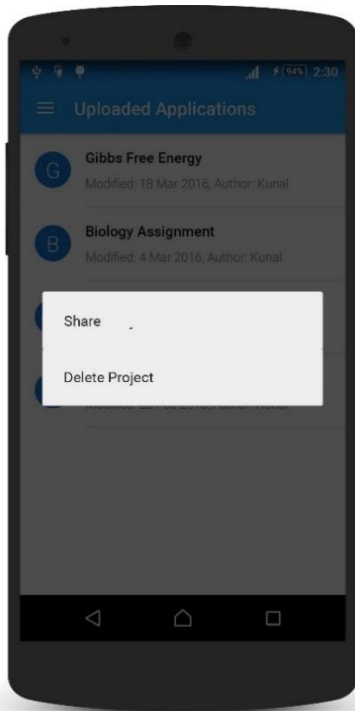 94% 2:30
Uploaded Applications
G
Gibbs Free Energy
Modified: 18 Mar 2016, Author: Kunal
B
Biology Assignment
Modified: 4 Mar 2016, Author: Kunal
Share
Delete Project